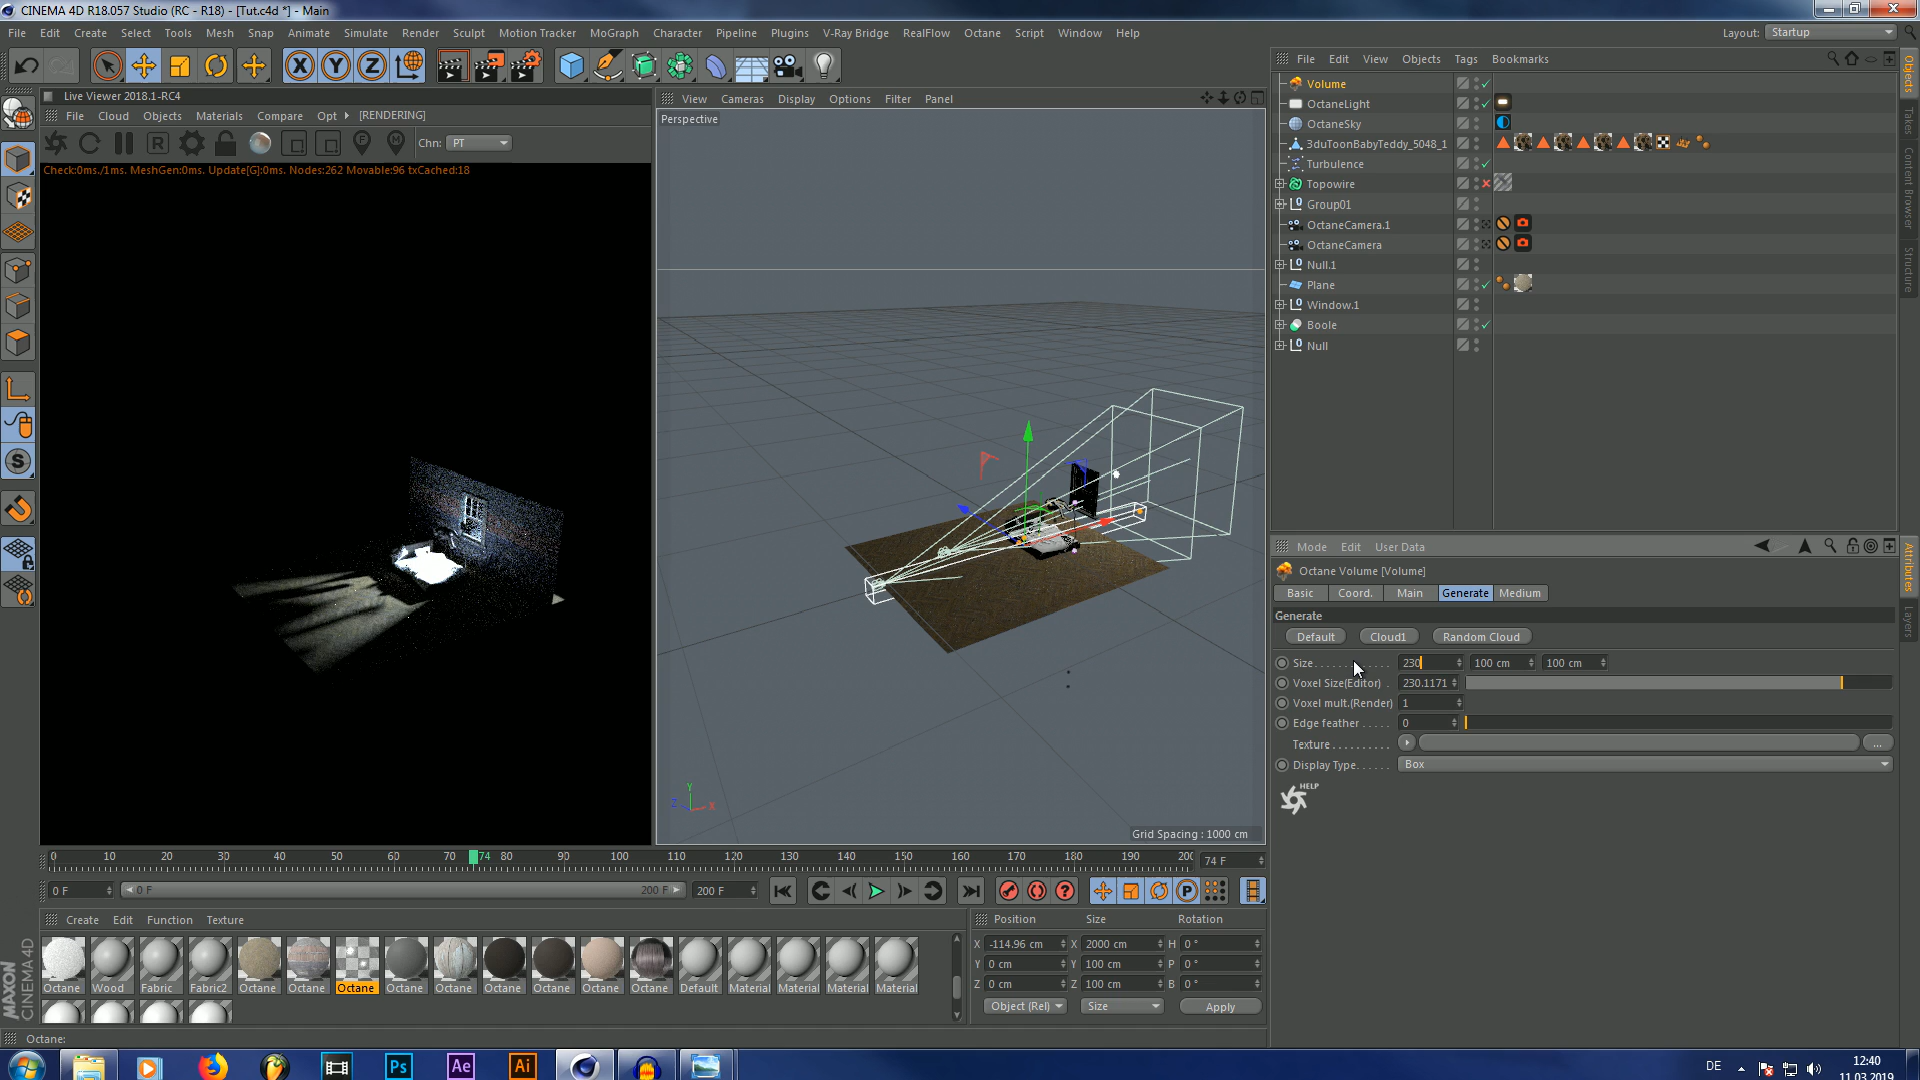 CINEMA 4D R18.057 Studio (RC - R18) - [Tut.c4d *] - Main
File Edit Create Select Tools Mesh Snap Animate Simulate Render Sculpt Motion Tracker MoGraph Character Pipeline Plugins V-Ray Bridge RealFlow Octane Script Window Help
Layout: Startup
Live Viewer 2018.1-RC4
File Cloud Objects Materials Compare Opt [RENDERING]
Chn: PT
Check:0ms./1ms. MeshGen:0ms. Update[G]:0ms. Nodes:262 Movable:96 txCached:18
View Cameras Display Options Filter Panel
Perspective
Grid Spacing : 1000 cm
File Edit View Objects Tags Bookmarks
Volume
OctaneLight
OctaneSky
3duToonBabyTeddy_5048_1
Turbulence
Topowire
Group01
OctaneCamera.1
OctaneCamera
Null.1
Plane
Window.1
Boole
Null
Objects
Takes
Content Browser
Structure
Attributes
Layers
Mode Edit User Data
Octane Volume [Volume]
Basic Coord. Main Generate Medium
Generate
Default Cloud1 Random Cloud
Size 230 100 cm 100 cm
Voxel Size(Editor) 230.1171
Voxel mult.(Render) 1
Edge feather 0
Texture ...
Display Type Box
HELP
0 10 20 30 40 50 60 70 74 80 90 100 110 120 130 140 150 160 170 180 190 200 74 F
0 F 0 F 200 F 200 F
Create Edit Function Texture
Octane Wood Fabric Fabric2 Octane Octane Octane Octane Octane Octane Octane Octane Octane Default Material Material Material Material
Position Size Rotation
X -114.96 cm X 2000 cm H 0 °
Y 0 cm Y 100 cm P 0 °
Z 0 cm Z 100 cm B 0 °
Object (Rel) Size Apply
MAXON CINEMA 4D
Octane:
Ps Ae Ai
DE
12:40
11.03.2019